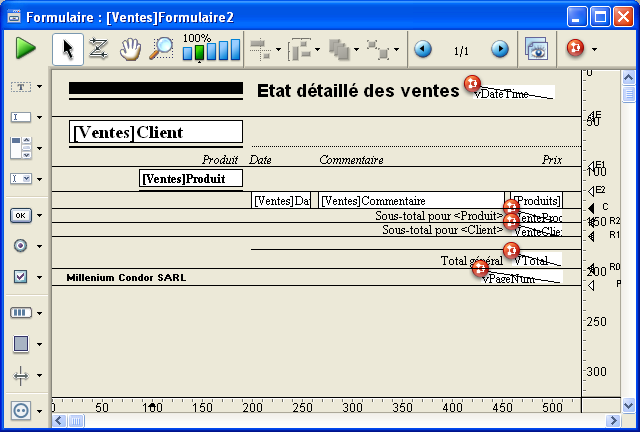 Formulaire : [Ventes]Formulaire2
100%
1/1
Etat détaillé des ventes
vDateTime
0
E
50
[Ventes]Client
Produit Date Commentaire Prix
E1
100
[Ventes]Produit
E2
[Ventes]Da [Ventes]Commentaire [Produits]
C
Sous-total pour <Produit> VenteProd
150 R2
Sous-total pour <Client> VenteClie
R1
Total général VTotal
R0
200
Millenium Condor SARL vPageNum
P
250
300
OK
0 50 100 150 200 250 300 350 400 450 500